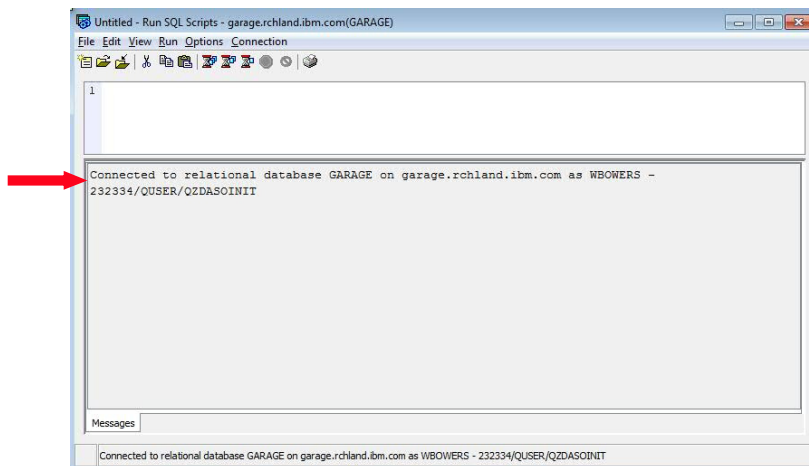 Untitled - Run SQL Scripts - garage.rchland.ibm.com(GARAGE)
File Edit View Run Options Connection
1
Connected to relational database GARAGE on garage.rchland.ibm.com as WBOWERS -
232334/QUSER/QZDASOINIT
Messages
Connected to relational database GARAGE on garage.rchland.ibm.com as WBOWERS - 232334/QUSER/QZDASOINIT